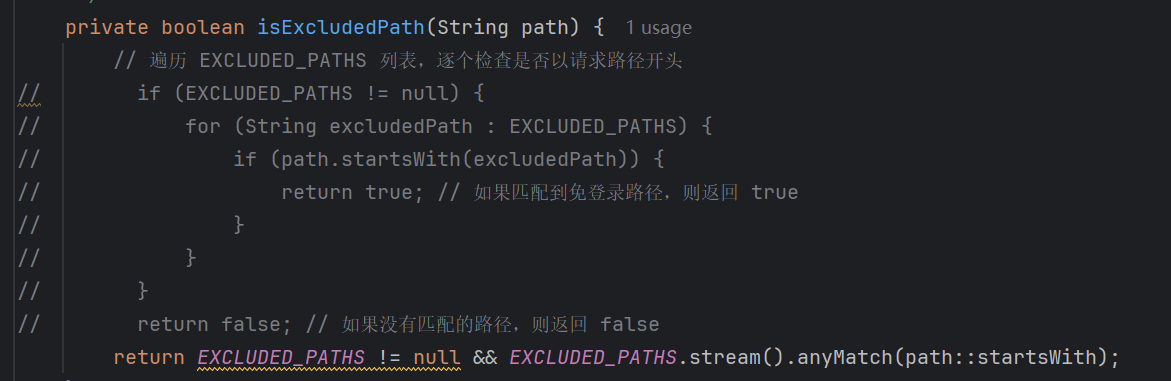 private boolean isExcludedPath(String path) { 1 usage
// 遍历 EXCLUDED_PATHS 列表，逐个检查是否以请求路径开头
// if (EXCLUDED_PATHS != null) {
// for (String excludedPath : EXCLUDED_PATHS) {
// if (path.startsWith(excludedPath)) {
// return true; // 如果匹配到免登录路径，则返回 true
// }
// }
// }
// return false; // 如果没有匹配的路径，则返回 false
return EXCLUDED_PATHS != null && EXCLUDED_PATHS.stream().anyMatch(path::startsWith);